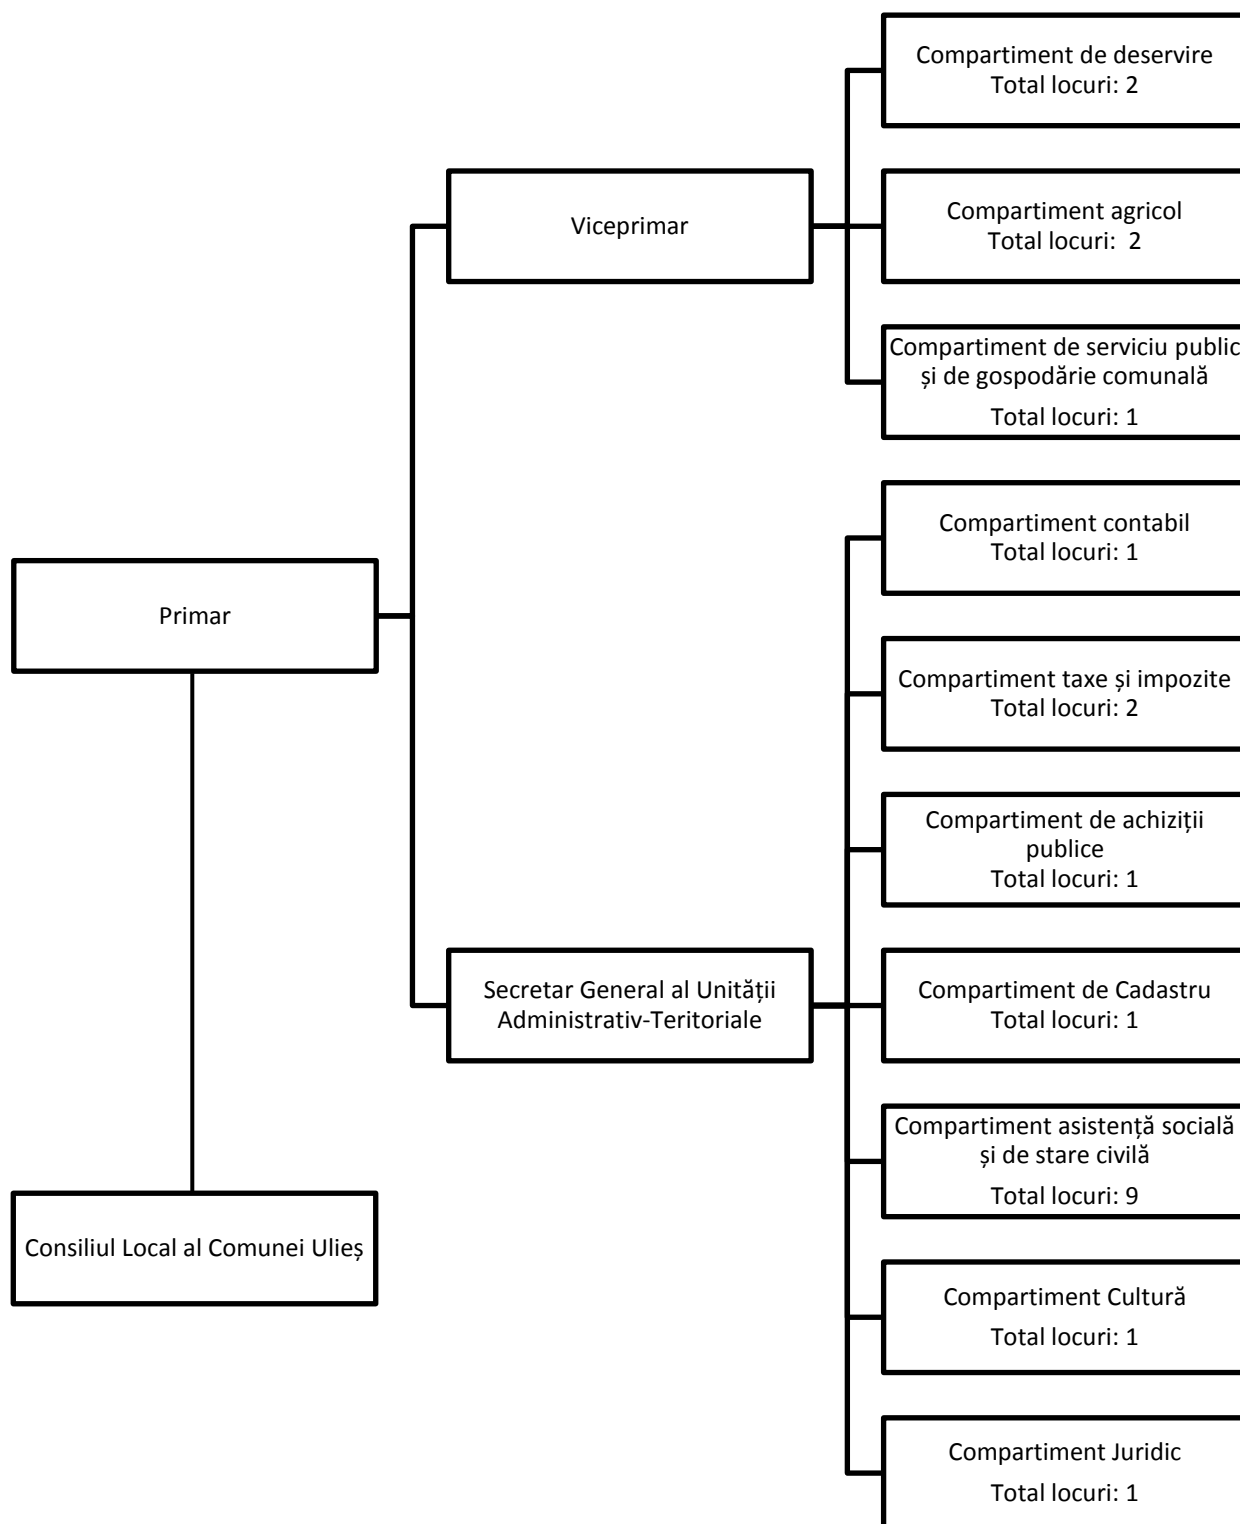 Compartiment de deservire
Total locuri: 2
Viceprimar
Compartiment agricol
Total locuri:  2
Compartiment de serviciu public
și de gospodărie comunală
Total locuri: 1
Compartiment contabil
Total locuri: 1
Primar
Compartiment taxe și impozite
Total locuri: 2
Compartiment de achiziții
publice
Total locuri: 1
Secretar General al Unității
Administrativ-Teritoriale
Compartiment de Cadastru
Total locuri: 1
Compartiment asistență socială
și de stare civilă
Total locuri: 9
Consiliul Local al Comunei Ulieș
Compartiment Cultură
Total locuri: 1
Compartiment Juridic
Total locuri: 1